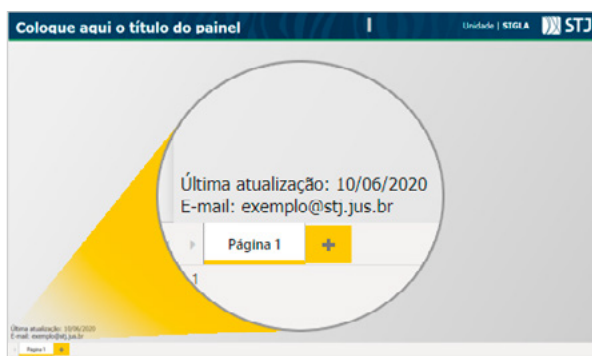 Coloque aqui o título do painel
Unidade | SIGLA
STJ
Última atualização: 10/06/2020
E-mail: exemplo@stj.jus.br
Página 1
1
Última atualização: 10/06/2020
E-mail: exemplo@stj.jus.br
Página 1